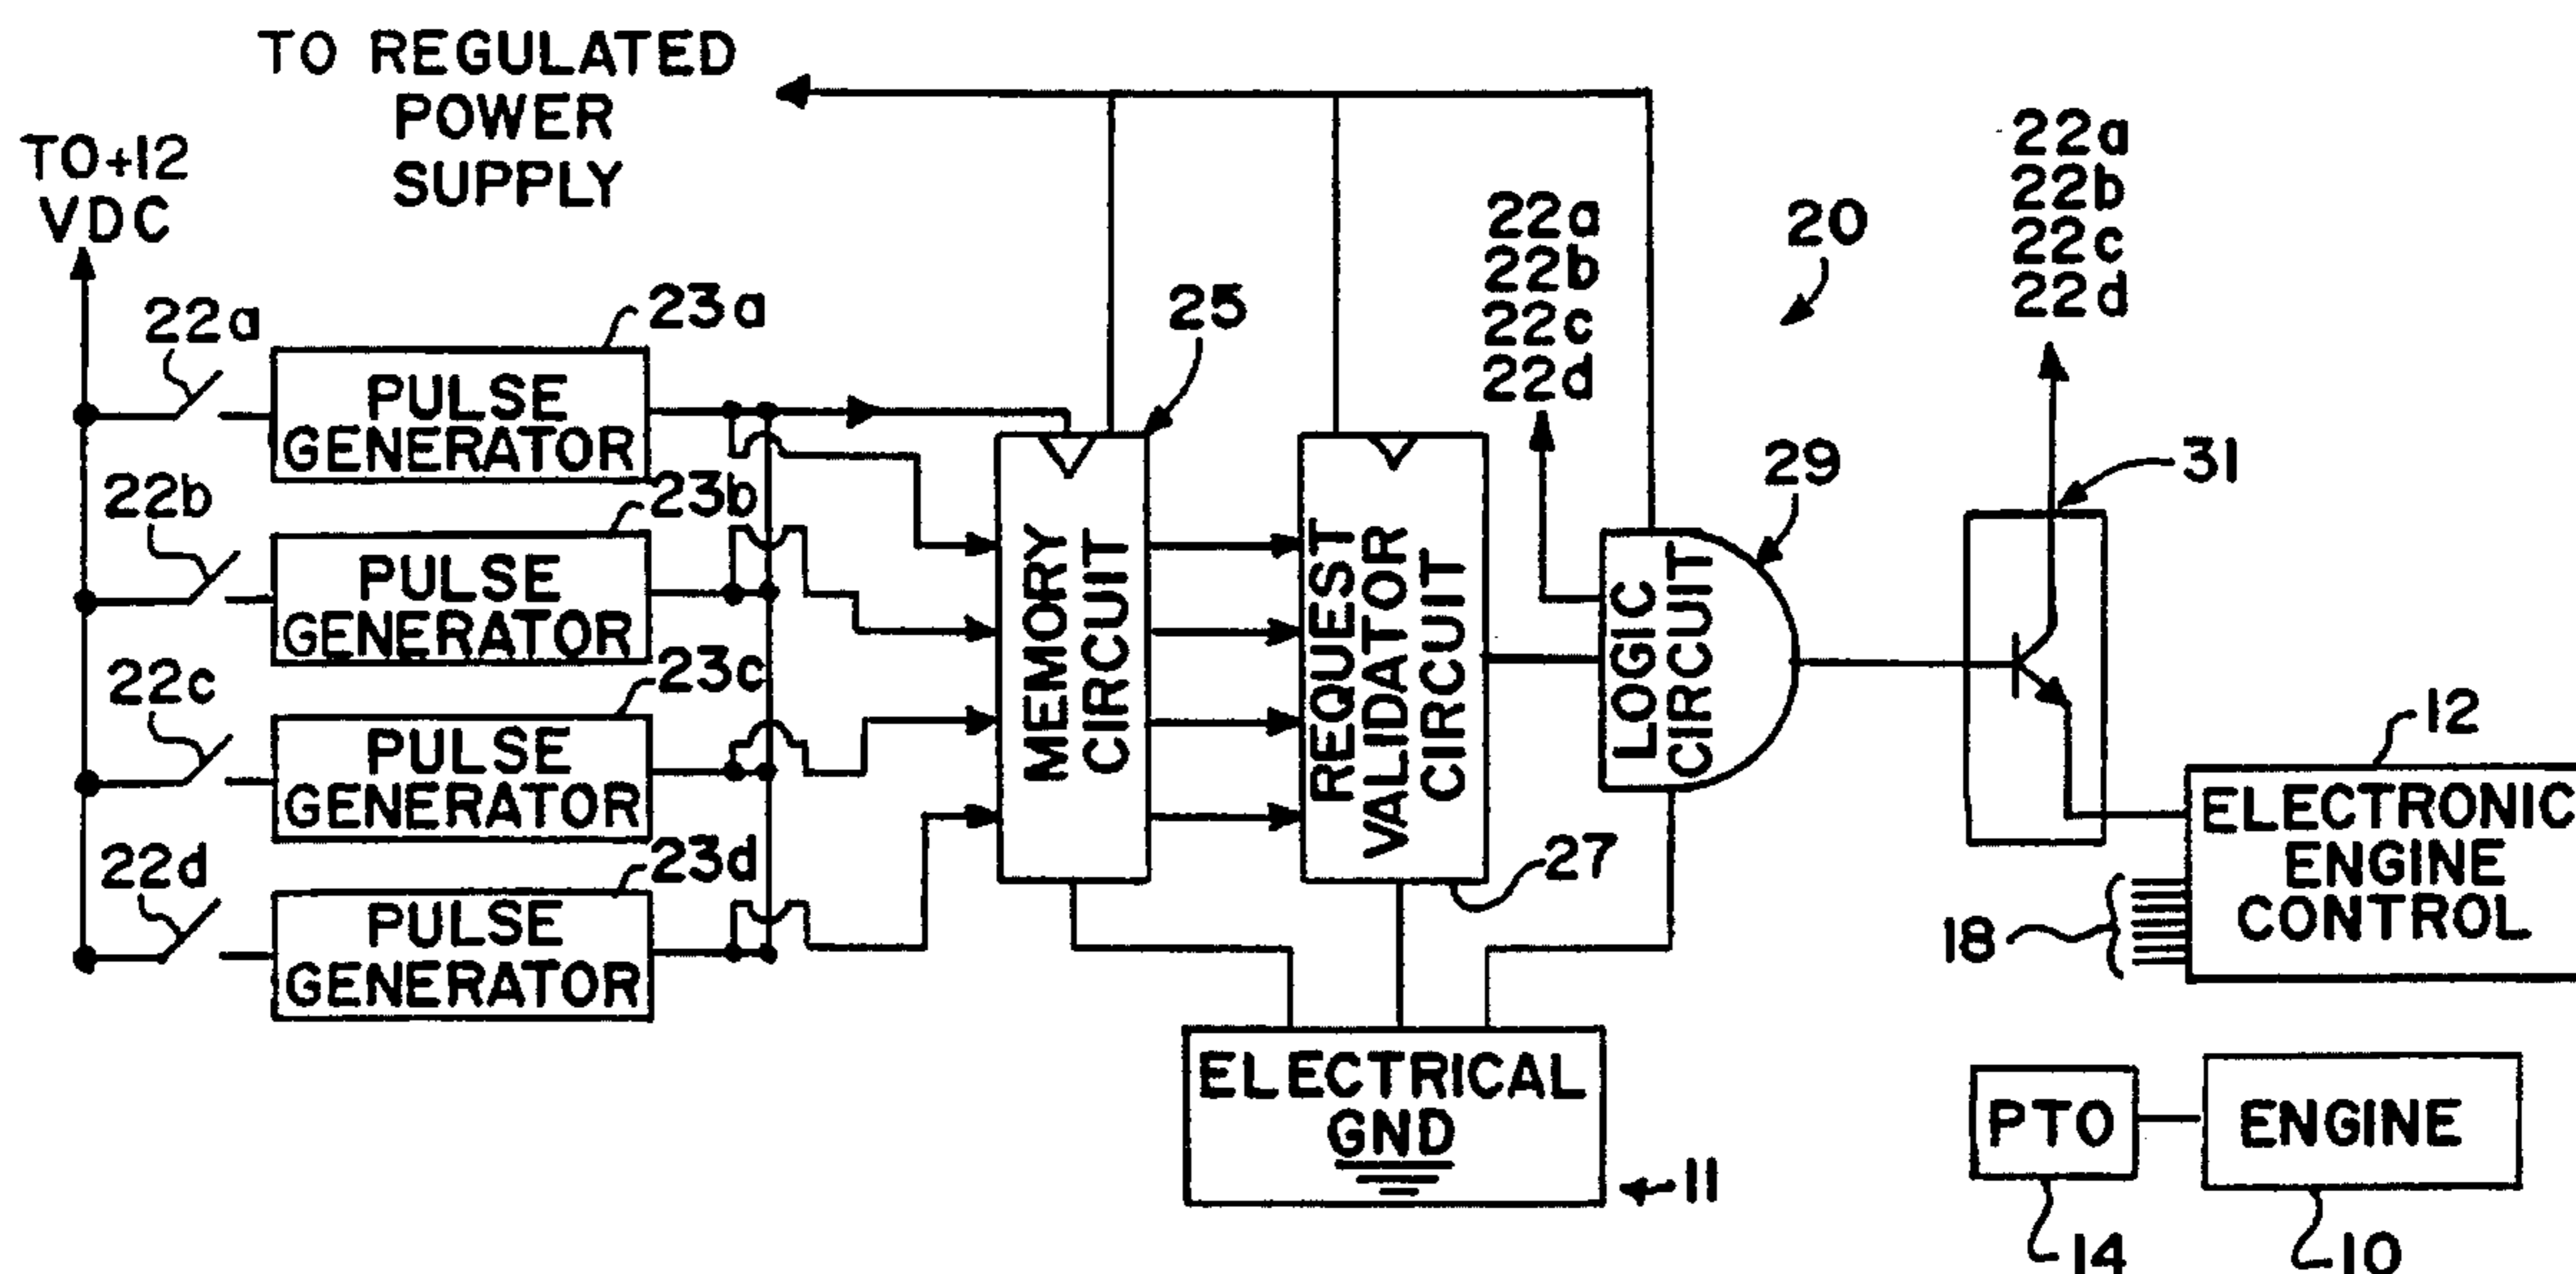 TO REGULATED
POWER
SUPPLY
TO+12
VDC
22a
22b
22c
22d
20
22a
22b
22c
22d
22a
23a
PULSE
GENERATOR
22b
23b
PULSE
GENERATOR
22c
23c
PULSE
GENERATOR
22d
23d
PULSE
GENERATOR
25
MEMORY
CIRCUIT
REQUEST
VALIDATOR
CIRCUIT
27
LOGIC
CIRCUIT
29
31
12
ELECTRONIC
ENGINE
CONTROL
18
ELECTRICAL
GND
11
PTO
ENGINE
14
10